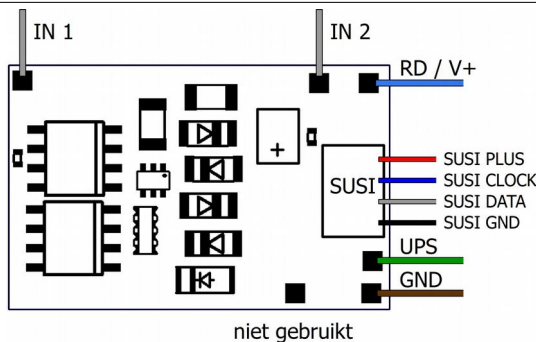 IN 1
IN 2
RD / V+
SUSI
SUSI PLUS
SUSI CLOCK
SUSI DATA
SUSI GND
UPS
GND
niet gebruikt